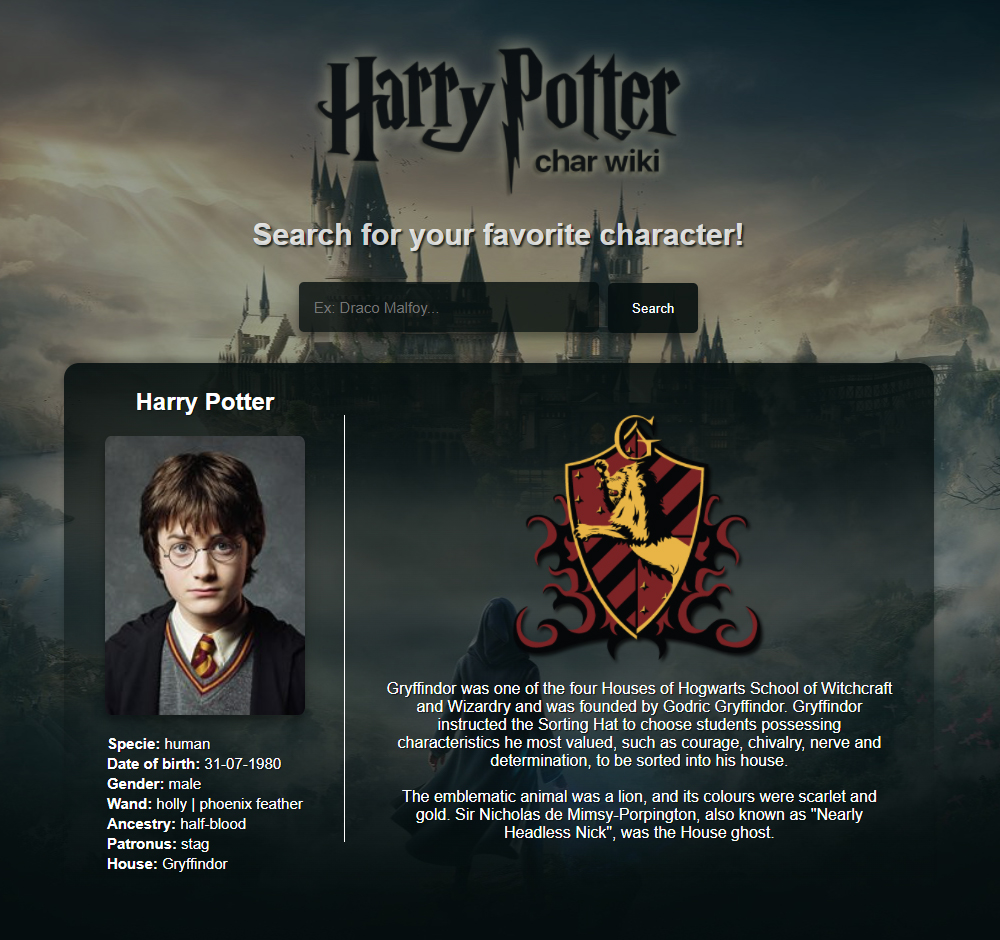 Harry Potter
char wiki
Search for your favorite character!
Ex: Draco Malfoy...
Search
Harry Potter
Specie: human
Date of birth: 31-07-1980
Gender: male
Wand: holly | phoenix feather
Ancestry: half-blood
Patronus: stag
House: Gryffindor
G
Gryffindor was one of the four Houses of Hogwarts School of Witchcraft
and Wizardry and was founded by Godric Gryffindor. Gryffindor
instructed the Sorting Hat to choose students possessing
characteristics he most valued, such as courage, chivalry, nerve and
determination, to be sorted into his house.
The emblematic animal was a lion, and its colours were scarlet and
gold. Sir Nicholas de Mimsy-Porpington, also known as "Nearly
Headless Nick", was the House ghost.